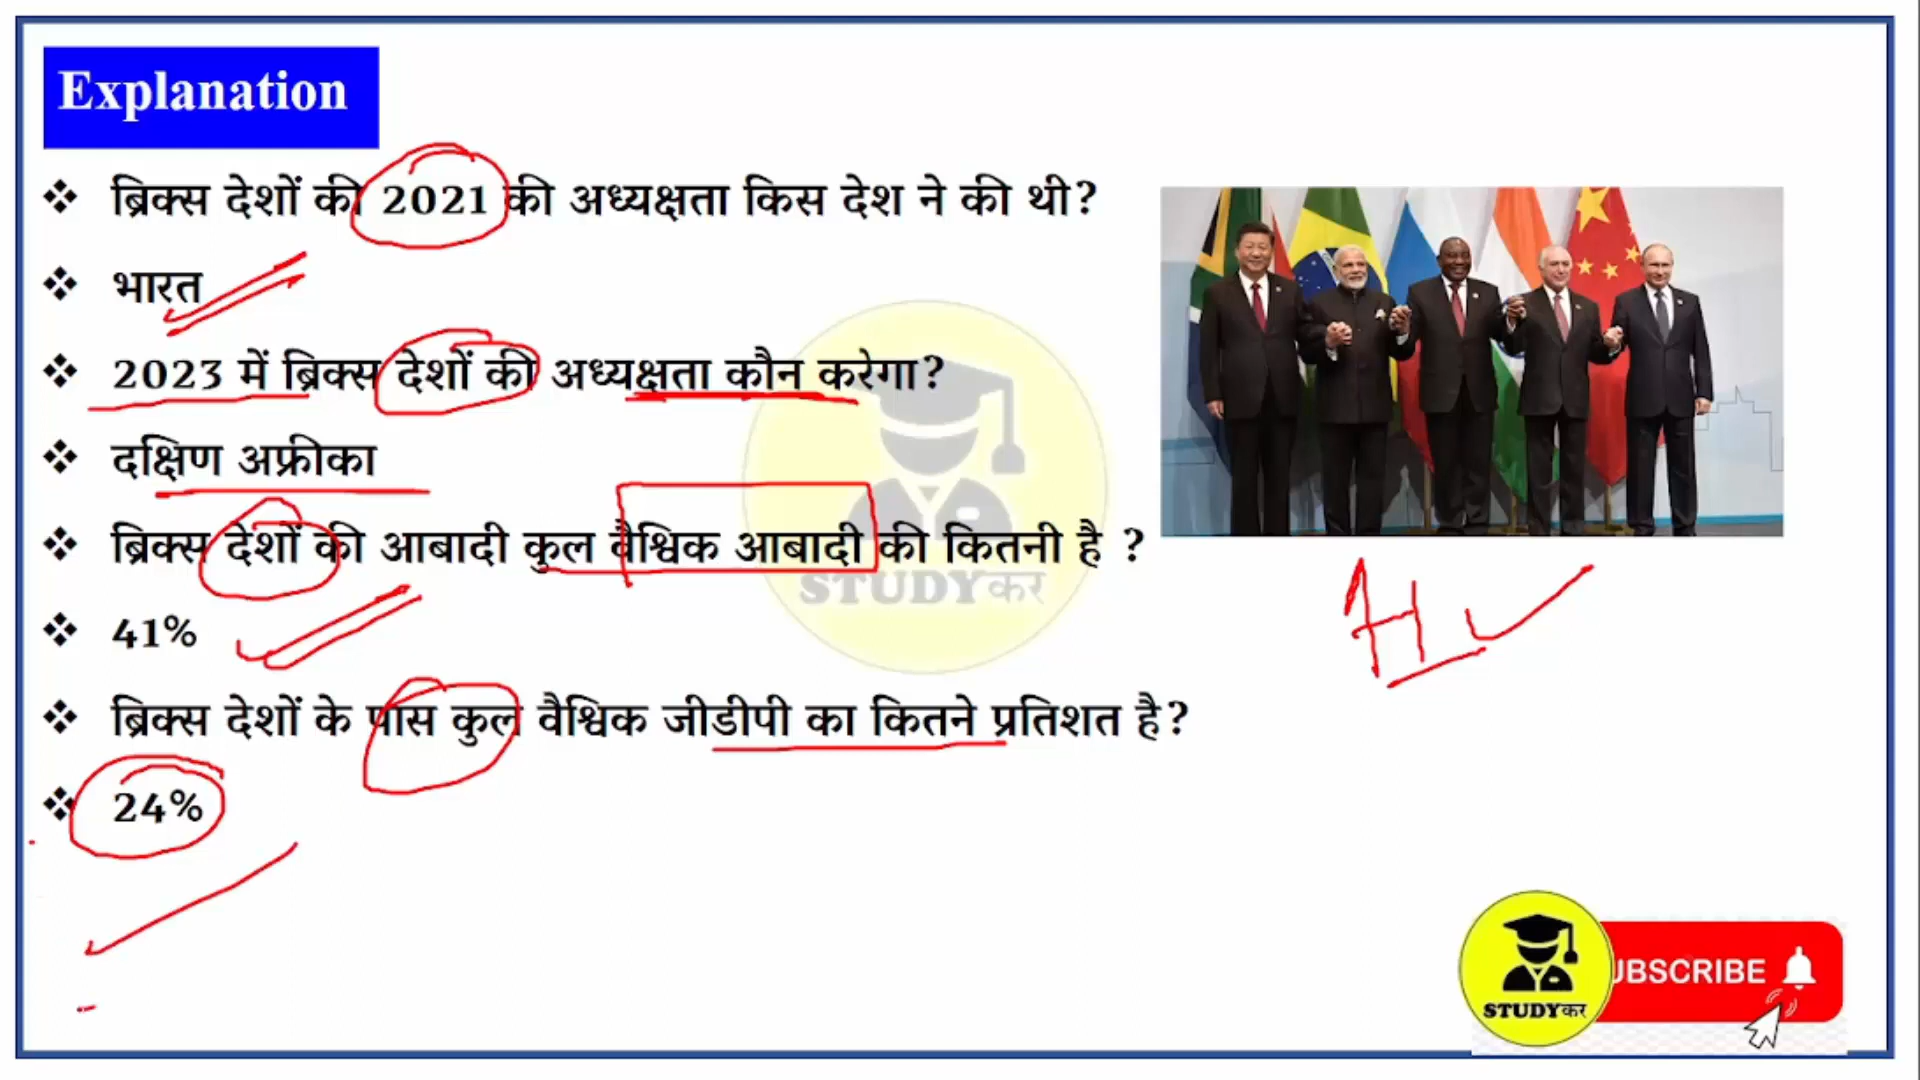 Explanation
❖ ब्रिक्स देशों की 2021 की अध्यक्षता किस देश ने की थी?
❖ भारत
❖ 2023 में ब्रिक्स देशों की अध्यक्षता कौन करेगा?
❖ दक्षिण अफ्रीका
❖ ब्रिक्स देशों की आबादी कुल वैश्विक आबादी की कितनी है ?
❖ 41%
❖ ब्रिक्स देशों के पास कुल वैश्विक जीडीपी का कितने प्रतिशत है?
❖ 24%
STUDYकर
STUDYकर
UBSCRIBE